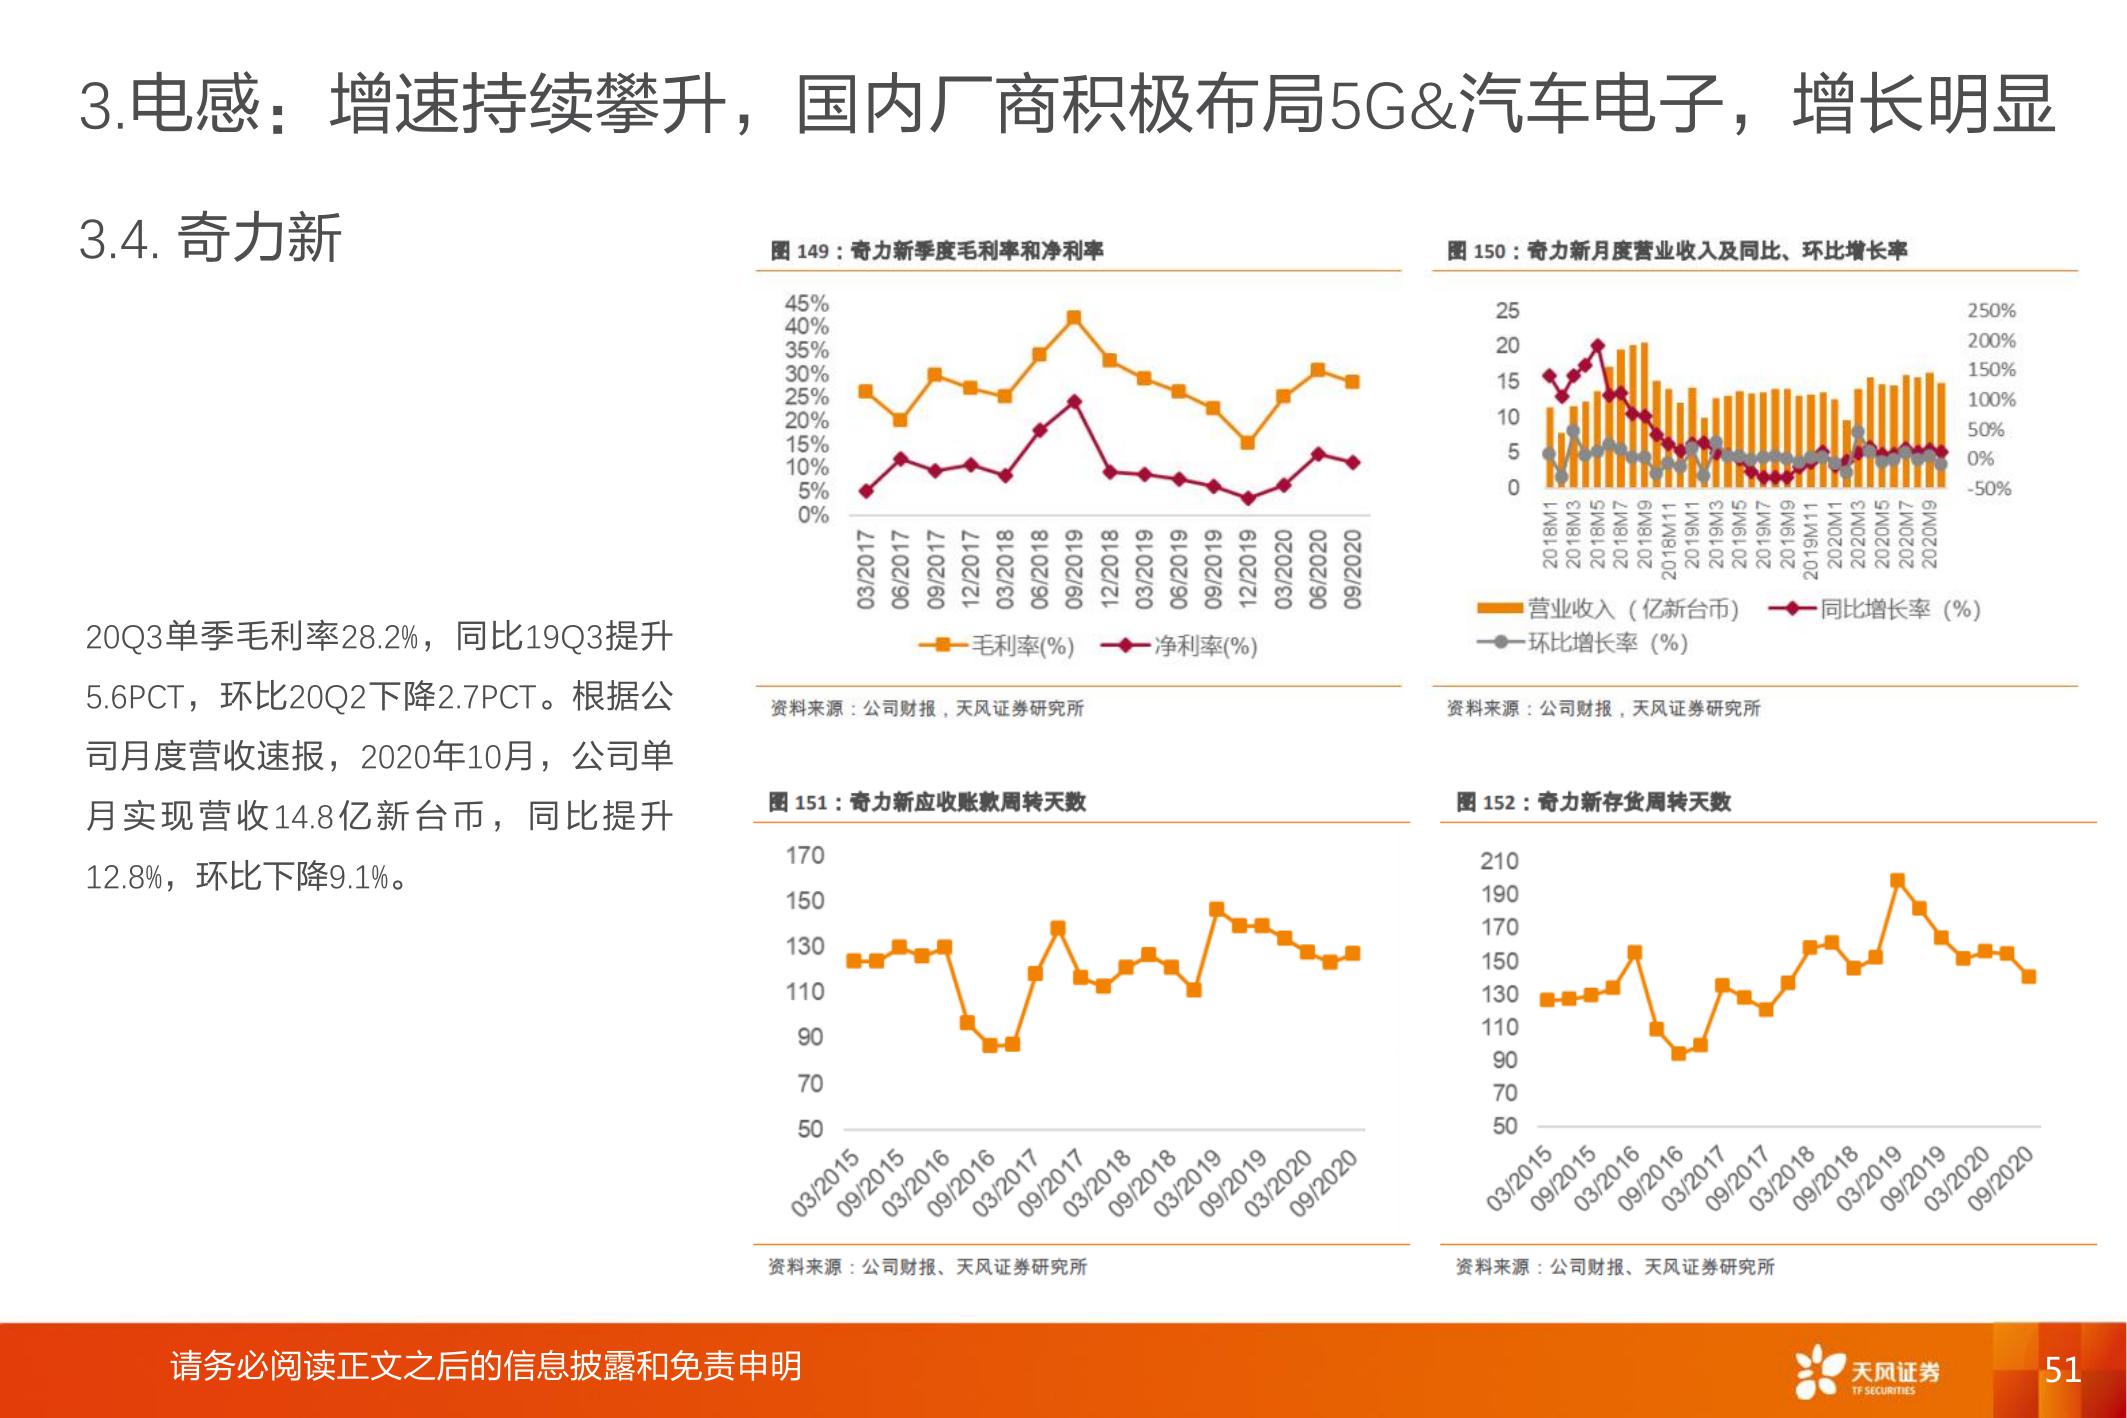 3.电感：增速持续攀升，国内厂商积极布局5G&汽车电子，增长明显
3.4. 奇力新
20Q3单季毛利率28.2%，同比19Q3提升
5.6PCT，环比20Q2下降2.7PCT。根据公
司月度营收速报，2020年10月，公司单
月实现营收14.8亿新台币，同比提升
12.8%，环比下降9.1%。
图 149：奇力新季度毛利率和净利率
45%
40%
35%
30%
25%
20%
15%
10%
5%
0%
03/2017
06/2017
09/2017
12/2017
03/2018
06/2018
09/2019
12/2018
03/2019
06/2019
09/2019
12/2019
03/2020
06/2020
09/2020
毛利率(%) 净利率(%)
资料来源：公司财报，天风证券研究所
图 150：奇力新月度营业收入及同比、环比增长率
25
20
15
10
5
0
250%
200%
150%
100%
50%
0%
-50%
2018M1
2018M3
2018M5
2018M7
2018M9
2018M11
2019M1
2019M3
2019M5
2019M7
2019M9
2019M11
2020M1
2020M3
2020M5
2020M7
2020M9
营业收入（亿新台币） 同比增长率（%）
环比增长率（%）
资料来源：公司财报，天风证券研究所
图 151：奇力新应收账款周转天数
170
150
130
110
90
70
50
03/2015
09/2015
03/2016
09/2016
03/2017
09/2017
03/2018
09/2018
03/2019
09/2019
03/2020
09/2020
资料来源：公司财报、天风证券研究所
图 152：奇力新存货周转天数
210
190
170
150
130
110
90
70
50
03/2015
09/2015
03/2016
09/2016
03/2017
09/2017
03/2018
09/2018
03/2019
09/2019
03/2020
09/2020
资料来源：公司财报、天风证券研究所
请务必阅读正文之后的信息披露和免责申明
天风证券
TF SECURITIES
51